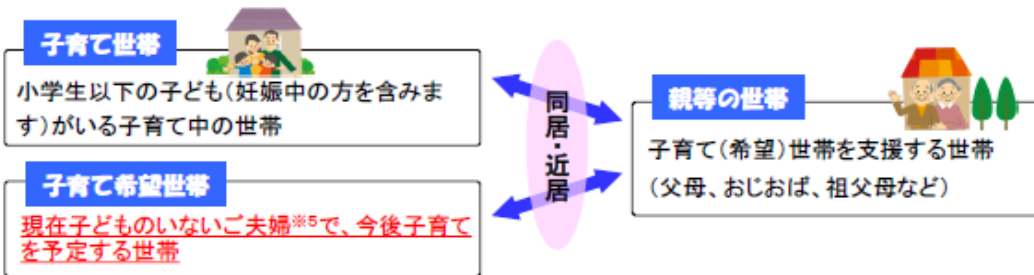 子育て世帯
小学生以下の子ども(妊娠中の方を含みま
す)がいる子育て中の世帯
子育て希望世帯
現在子どものいないご夫婦※5で、今後子育て
を予定する世帯
同居・近居
親等の世帯
子育て(希望)世帯を支援する世帯
(父母、おじおば、祖父母など)